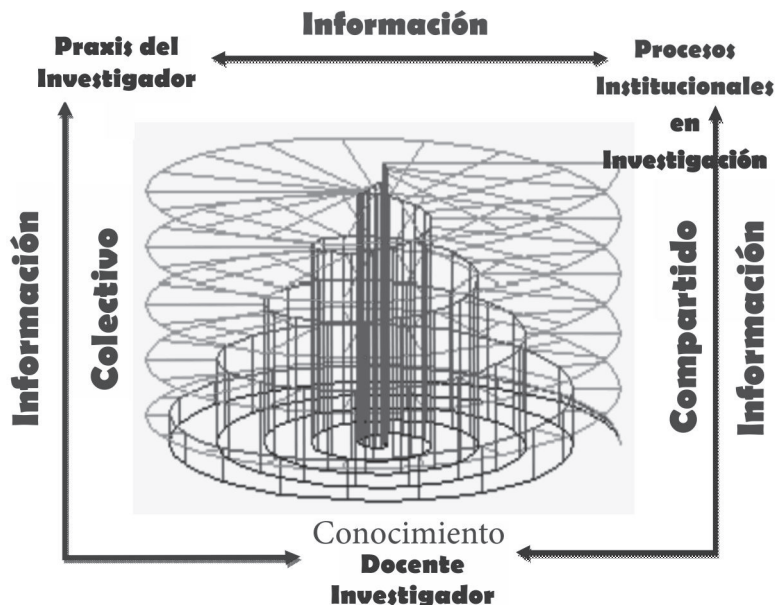 Información
Praxis del
Investigador
Procesos
Institucionales
en
Investigación
Información
Colectivo
Compartido
Información
Conocimiento
Docente
Investigador